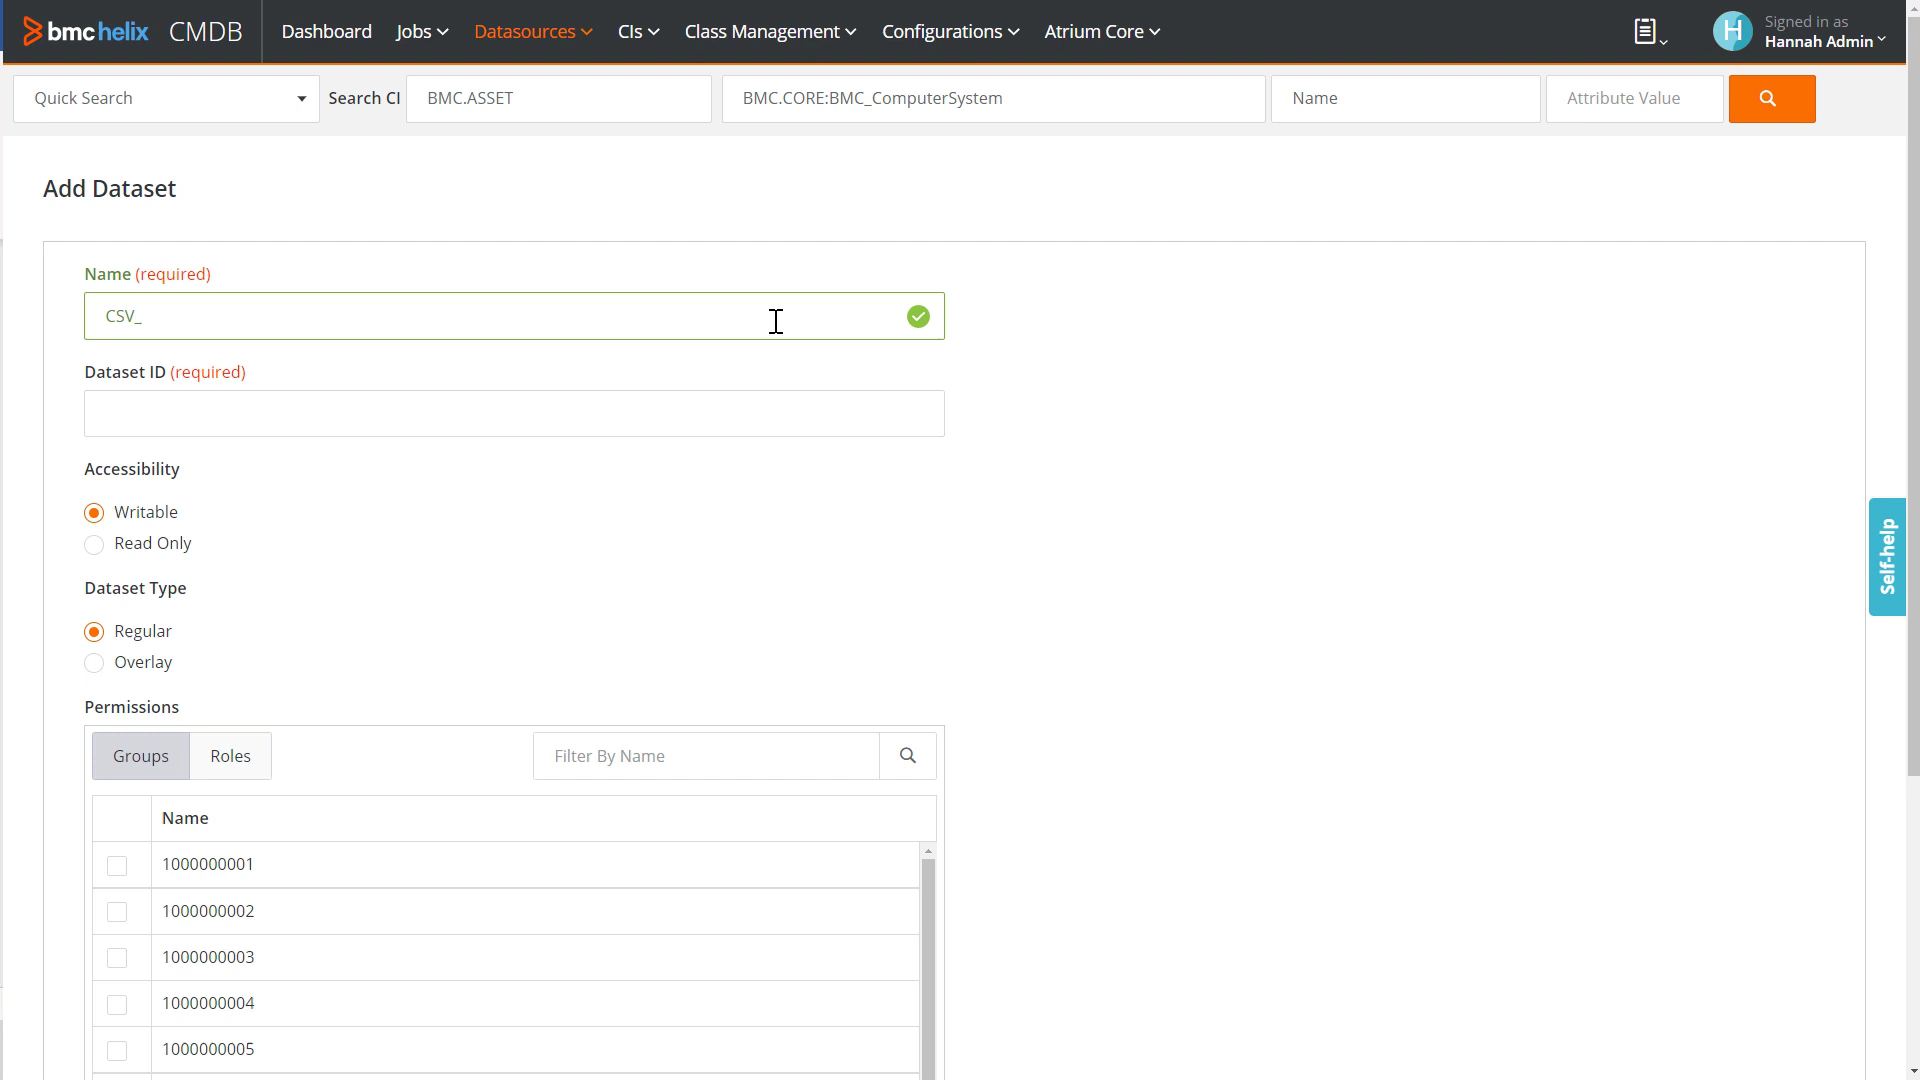 bmchelix CMDB Dashboard Jobs Datasources CIs Class Management Configurations Atrium Core H Signed in as Hannah Admin
Quick Search Search CI BMC.ASSET BMC.CORE:BMC_ComputerSystem Name Attribute Value
Add Dataset
Name (required)
CSV_
Dataset ID (required)
Accessibility
Writable
Read Only
Self-help
Dataset Type
Regular
Overlay
Permissions
Groups Roles Filter By Name
Name
1000000001
1000000002
1000000003
1000000004
1000000005